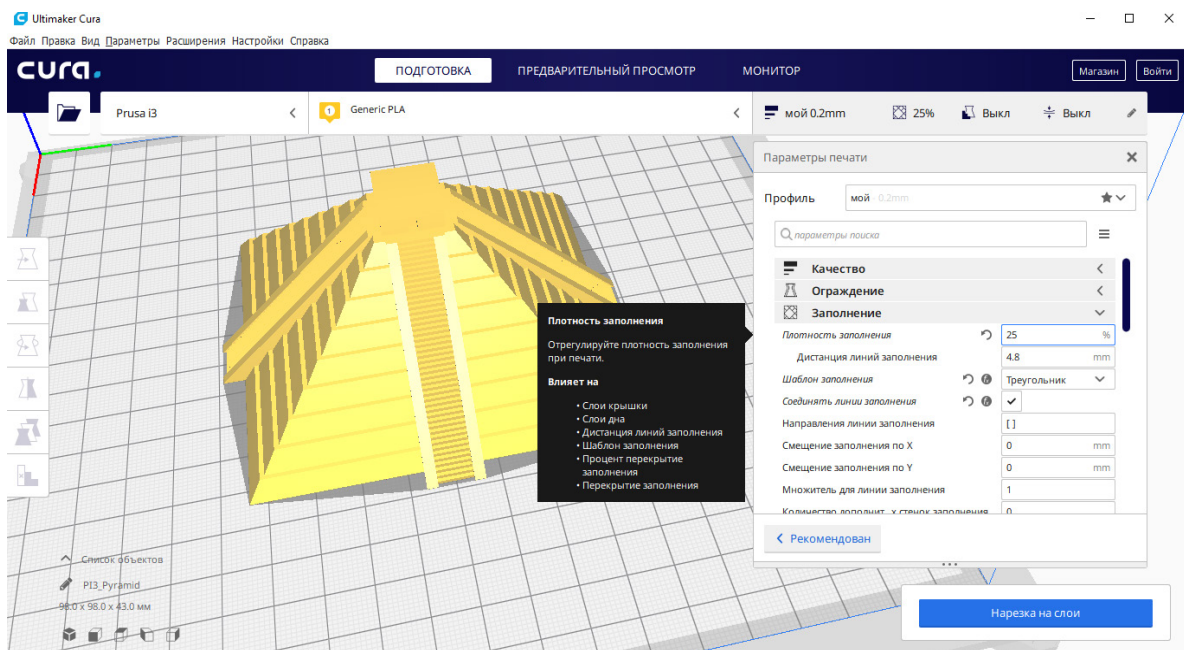 Ultimaker Cura
Файл Правка Вид Параметры Расширения Настройки Справка
cura.
ПОДГОТОВКА
ПРЕДВАРИТЕЛЬНЫЙ ПРОСМОТР
МОНИТОР
Магазин
Войти
Prusa i3
1
Generic PLA
мой 0.2mm
25%
Выкл
Выкл
Параметры печати
Профиль
мой - 0.2mm
параметры поиска
Качество
Ограждение
Заполнение
Плотность заполнения 25 %
Дистанция линий заполнения 4.8 mm
Шаблон заполнения Треугольник
Соединять линии заполнения
Направления линии заполнения [ ]
Смещение заполнения по X 0 mm
Смещение заполнения по Y 0 mm
Множитель для линии заполнения 1
Количество дополнит...х стенок заполнения 0
Рекомендован
Плотность заполнения
Отрегулируйте плотность заполнения
при печати.
Влияет на
• Слои крышки
• Слои дна
• Дистанция линий заполнения
• Шаблон заполнения
• Процент перекрытие
заполнения
• Перекрытие заполнения
Список объектов
PI3_Pyramid
98.0 x 98.0 x 43.0 мм
Нарезка на слои